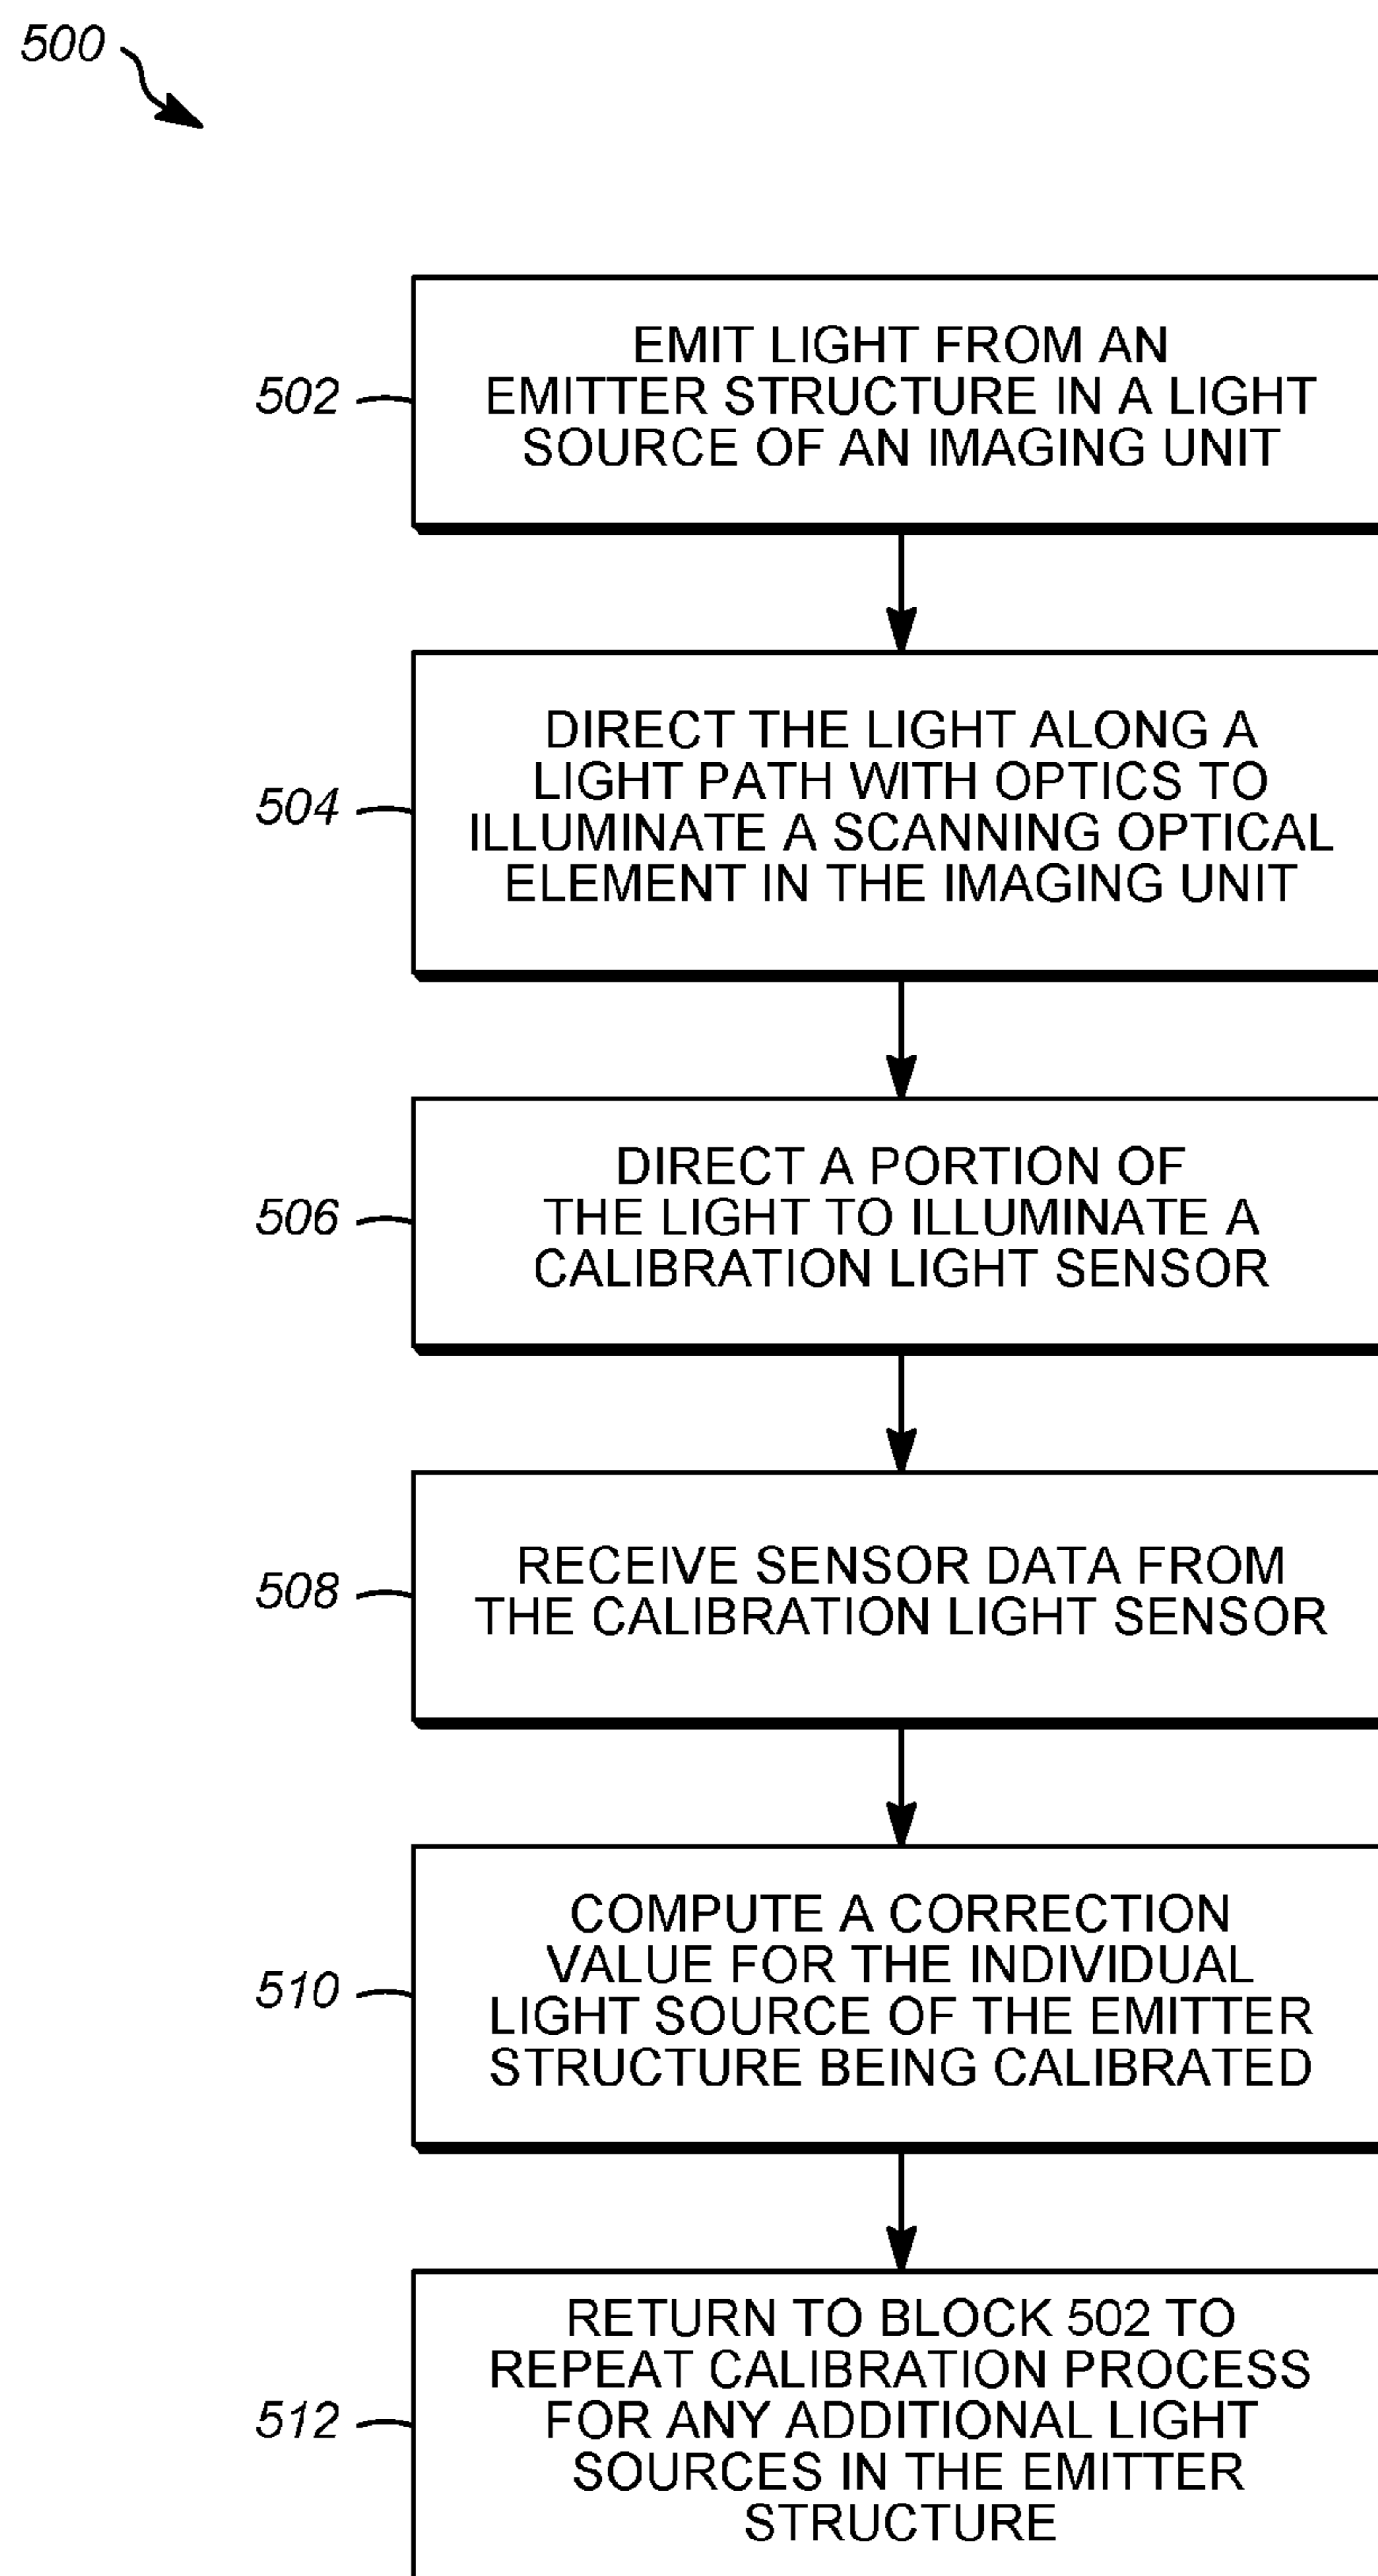 500
502
EMIT LIGHT FROM AN
EMITTER STRUCTURE IN A LIGHT
SOURCE OF AN IMAGING UNIT
504
DIRECT THE LIGHT ALONG A
LIGHT PATH WITH OPTICS TO
ILLUMINATE A SCANNING OPTICAL
ELEMENT IN THE IMAGING UNIT
506
DIRECT A PORTION OF
THE LIGHT TO ILLUMINATE A
CALIBRATION LIGHT SENSOR
508
RECEIVE SENSOR DATA FROM
THE CALIBRATION LIGHT SENSOR
510
COMPUTE A CORRECTION
VALUE FOR THE INDIVIDUAL
LIGHT SOURCE OF THE EMITTER
STRUCTURE BEING CALIBRATED
512
RETURN TO BLOCK 502 TO
REPEAT CALIBRATION PROCESS
FOR ANY ADDITIONAL LIGHT
SOURCES IN THE EMITTER
STRUCTURE